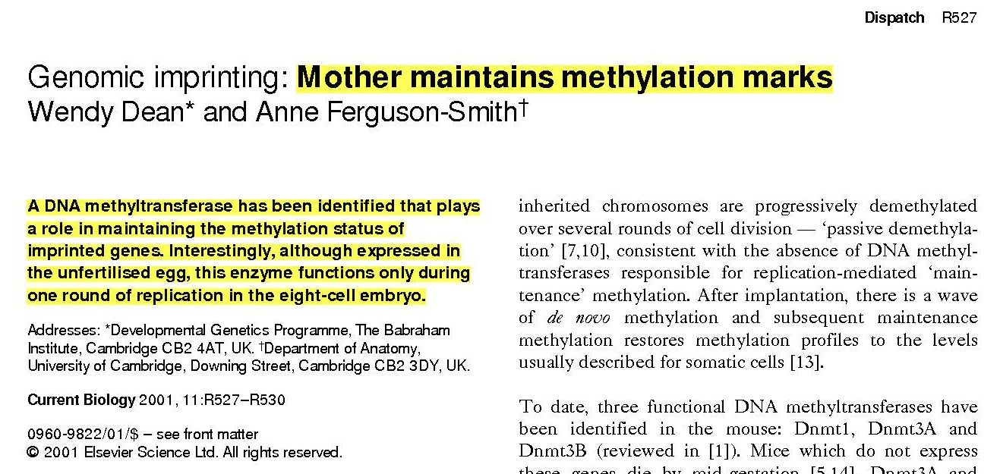 Dispatch R527
Genomic imprinting: Mother maintains methylation marks
Wendy Dean* and Anne Ferguson-Smith†
A DNA methyltransferase has been identified that plays
a role in maintaining the methylation status of
imprinted genes. Interestingly, although expressed in
the unfertilised egg, this enzyme functions only during
one round of replication in the eight-cell embryo.
Addresses: *Developmental Genetics Programme, The Babraham
Institute, Cambridge CB2 4AT, UK. †Department of Anatomy,
University of Cambridge, Downing Street, Cambridge CB2 3DY, UK.
Current Biology 2001, 11:R527–R530
0960-9822/01/$ – see front matter
© 2001 Elsevier Science Ltd. All rights reserved.
inherited chromosomes are progressively demethylated
over several rounds of cell division — ‘passive demethyla-
tion’ [7,10], consistent with the absence of DNA methyl-
transferases responsible for replication-mediated ‘main-
tenance’ methylation. After implantation, there is a wave
of de novo methylation and subsequent maintenance
methylation restores methylation profiles to the levels
usually described for somatic cells [13].
To date, three functional DNA methyltransferases have
been identified in the mouse: Dnmt1, Dnmt3A and
Dnmt3B (reviewed in [1]). Mice which do not express
these genes die by mid-gestation [5,14]. Dnmt3A and